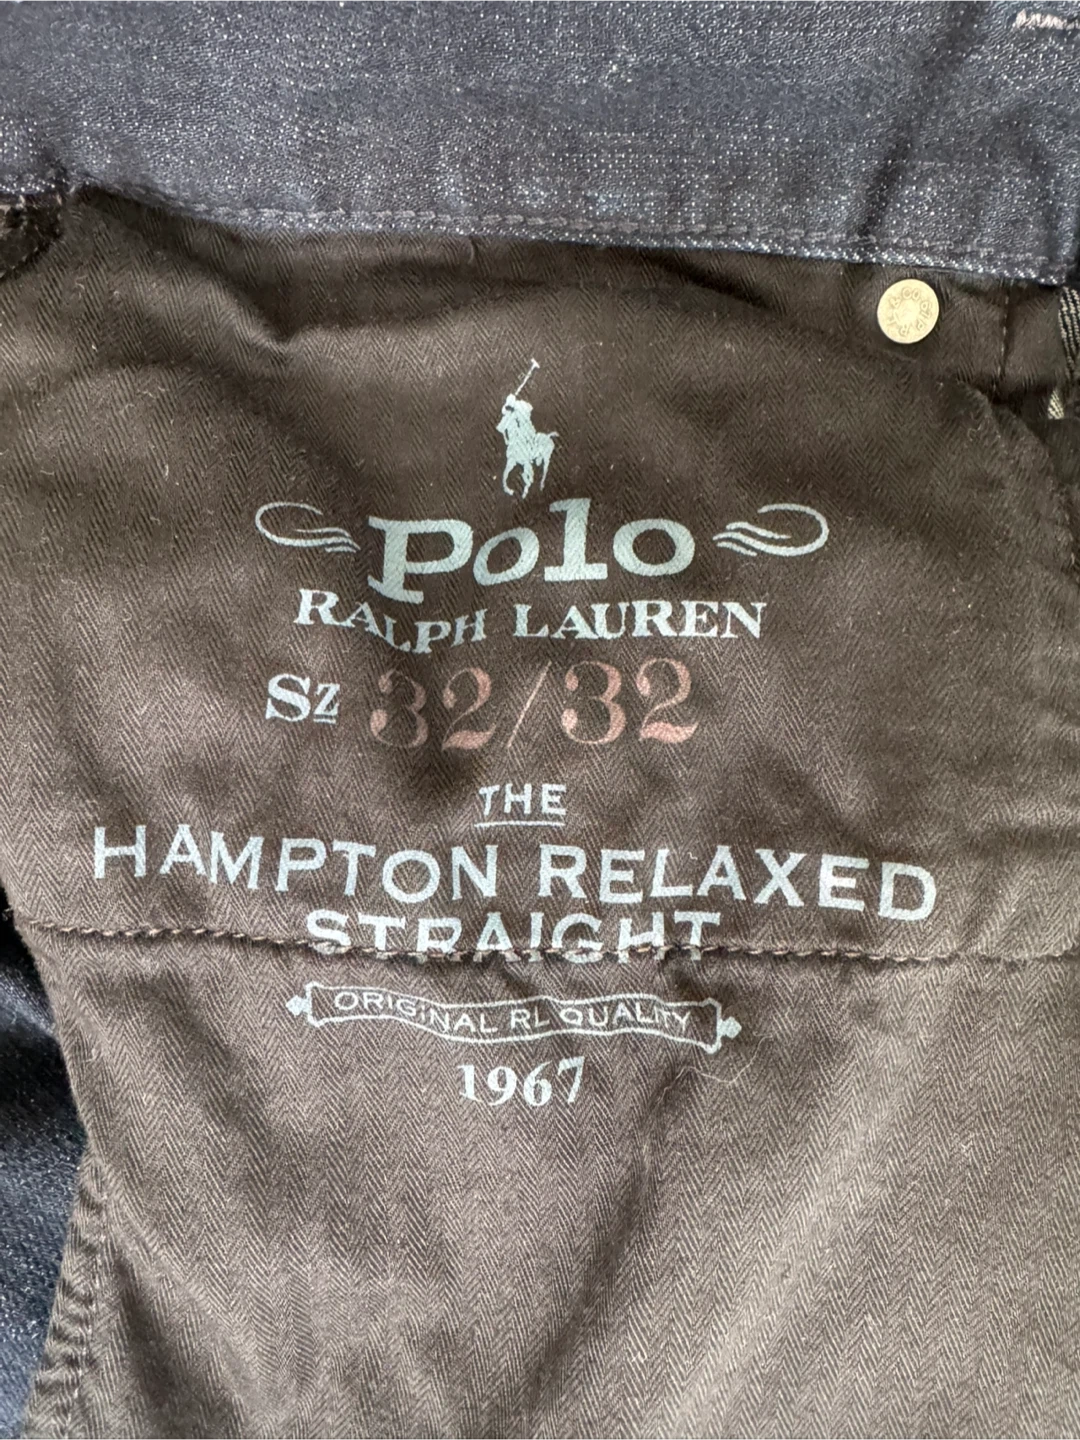 Polo
RALPH LAUREN
Sz 32/32
THE
HAMPTON RELAXED
STRAIGHT
ORIGINAL RL QUALITY
1967